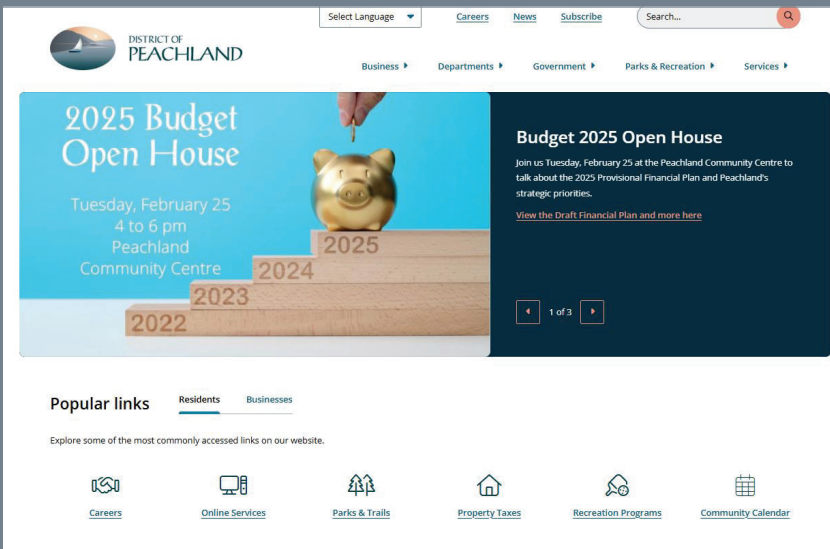 Select Language
Careers
News
Subscribe
Search...
DISTRICT OF
PEACHLAND
Business
Departments
Government
Parks & Recreation
Services
2025 Budget
Open House
Tuesday, February 25
4 to 6 pm
Peachland
Community Centre
2025
2024
2023
2022
Budget 2025 Open House
Join us Tuesday, February 25 at the Peachland Community Centre to
talk about the 2025 Provisional Financial Plan and Peachland's
strategic priorities.
View the Draft Financial Plan and more here
1 of 3
Popular links
Residents
Businesses
Explore some of the most commonly accessed links on our website.
Careers
Online Services
Parks & Trails
Property Taxes
Recreation Programs
Community Calendar